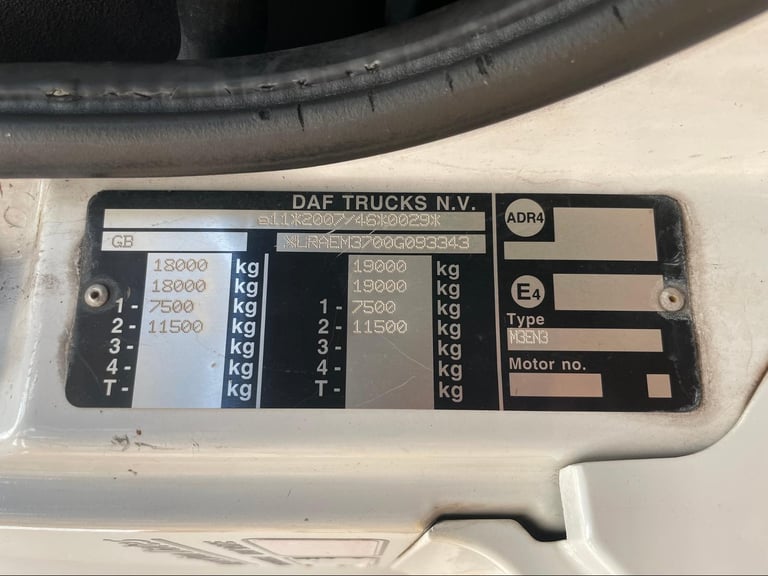 DAF TRUCKS N.V.
e11*2007/46*0029*
GB *XLRAEM3700G093343
18000 kg 19000 kg
18000 kg 19000 kg
1- 7500 kg 1- 7500 kg
2- 11500 kg 2- 11500 kg
3- kg 3- kg
4- kg 4- kg
T- kg T- kg
ADR4
E4
Type
M3EN3
Motor no.